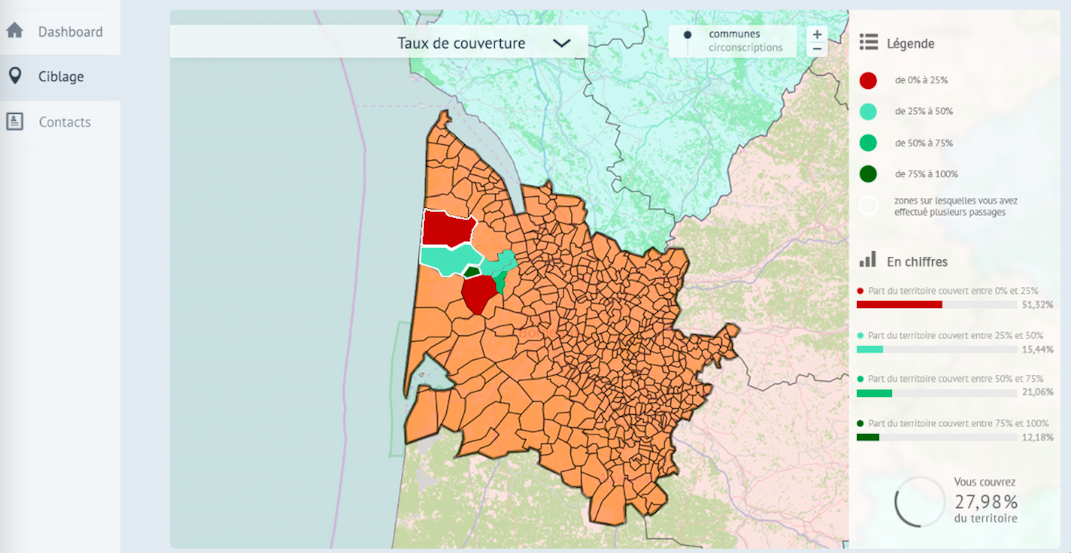 Dashboard
Ciblage
Contacts
Taux de couverture
communes
circonscriptions
+
−
Légende
de 0% à 25%
de 25% à 50%
de 50% à 75%
de 75% à 100%
zones sur lesquelles vous avez
effectué plusieurs passages
En chiffres
Part du territoire couvert entre 0% et 25%
51,32%
Part du territoire couvert entre 25% et 50%
15,44%
Part du territoire couvert entre 50% et 75%
21,06%
Part du territoire couvert entre 75% et 100%
12,18%
Vous couvrez
27,98%
du territoire